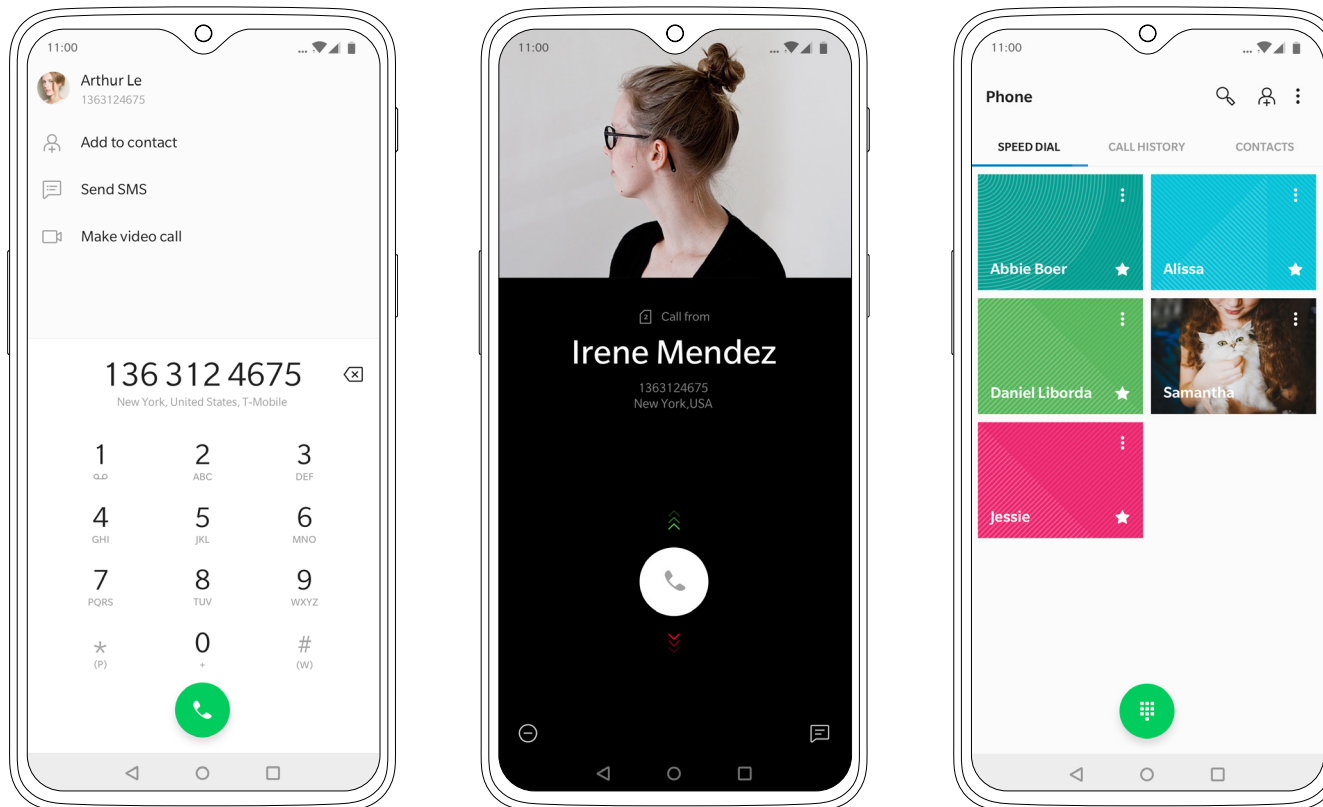 11:00
Arthur Le
1363124675
Add to contact
Send SMS
Make video call
136 312 4675
New York, United States, T-Mobile
1 2 3
ABC DEF
4 5 6
GHI JKL MNO
7 8 9
PQRS TUV WXYZ
* 0 #
(P) + (W)
11:00
2 Call from
Irene Mendez
1363124675
New York,USA
11:00
Phone
SPEED DIAL CALL HISTORY CONTACTS
Abbie Boer Alissa
Daniel Liborda Samantha
Jessie